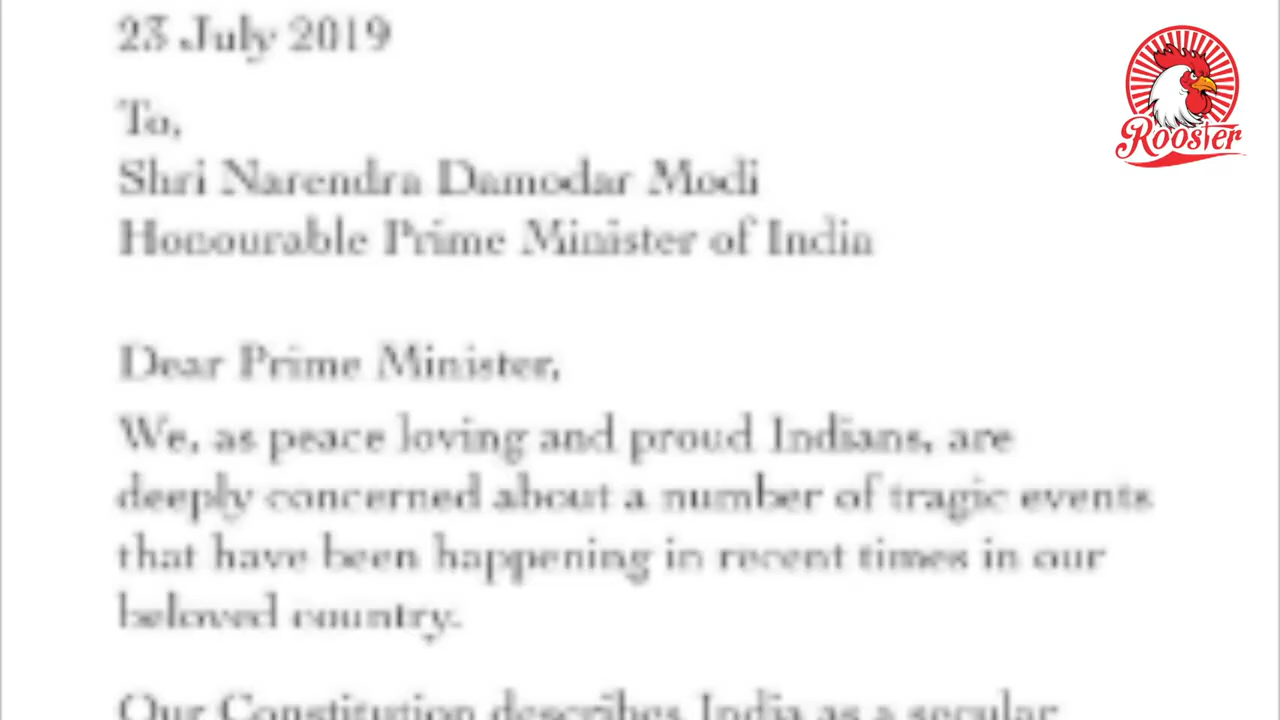 23 July 2019
To,
Shri Narendra Damodar Modi
Honourable Prime Minister of India
Dear Prime Minister,
We, as peace loving and proud Indians, are
deeply concerned about a number of tragic events
that have been happening in recent times in our
beloved country.
Our Constitution describes India as a secular
Rooster